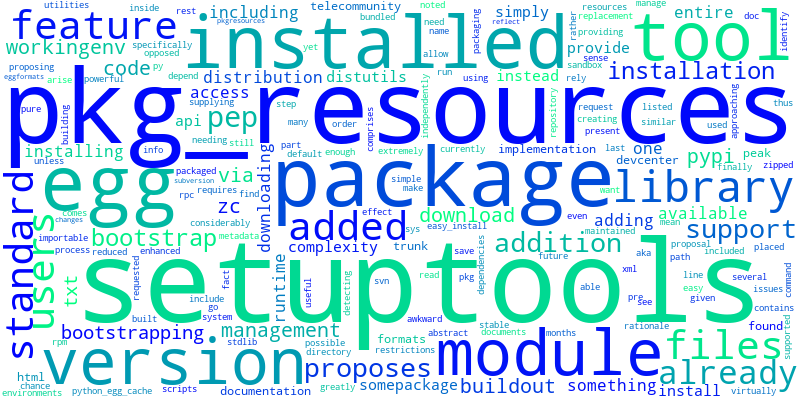 utilities
inside
rest
telecommunity
bundled
noted
need
name
manage
reflect
pkgresources
feature
including
simply
packaging
resources
replacement
doc
identify
workingenv
opposed
specifically
proposing
eggformats
arise
powerful
code
py
installed
tool
entire
provide
yet
allow
rather
providing
sense
sandbox
distribution
distutils
depend
run
using
instead
rely
installation
access
supplying
api
pep
step
many
order
comprises
independently
request
creating
repository
listed
similar
approaching
thus
pkg_resources
pure
building
needing
still
part
default
enough
extremely
currently
implementation
present
last
one
used
devcenter
pypi
peak
finally
zipped
installing
unless
info
via
packaged
subversion
simple
make
want
egg
package
library
rpc
requires
find
zc
downloading
considerably
metadata
comes
changes
effect
sys
easy_install
download
even
adding
available
mean
maintained
support
standard
users
importable
process
reduced
enhanced
bootstrap
added
complexity
save
trunk
dependencies
addition
future
proposal
aka
path
included
placed
several
txt
requested
include
go
built
system
fact
runtime
useful
detecting
svn
read
pkg
setuptools
able
xml
pre
see
line
easy
given
issues
contains
command
supported
bootstrapping
rpm
stdlib
management
possible
directory
formats
restrictions
awkward
abstract
stable
documents
months
module
rationale
found
files
html
chance
environments
python_egg_cache
version
scripts
documentation
proposes
greatly
somepackage
buildout
something
install
already
virtually